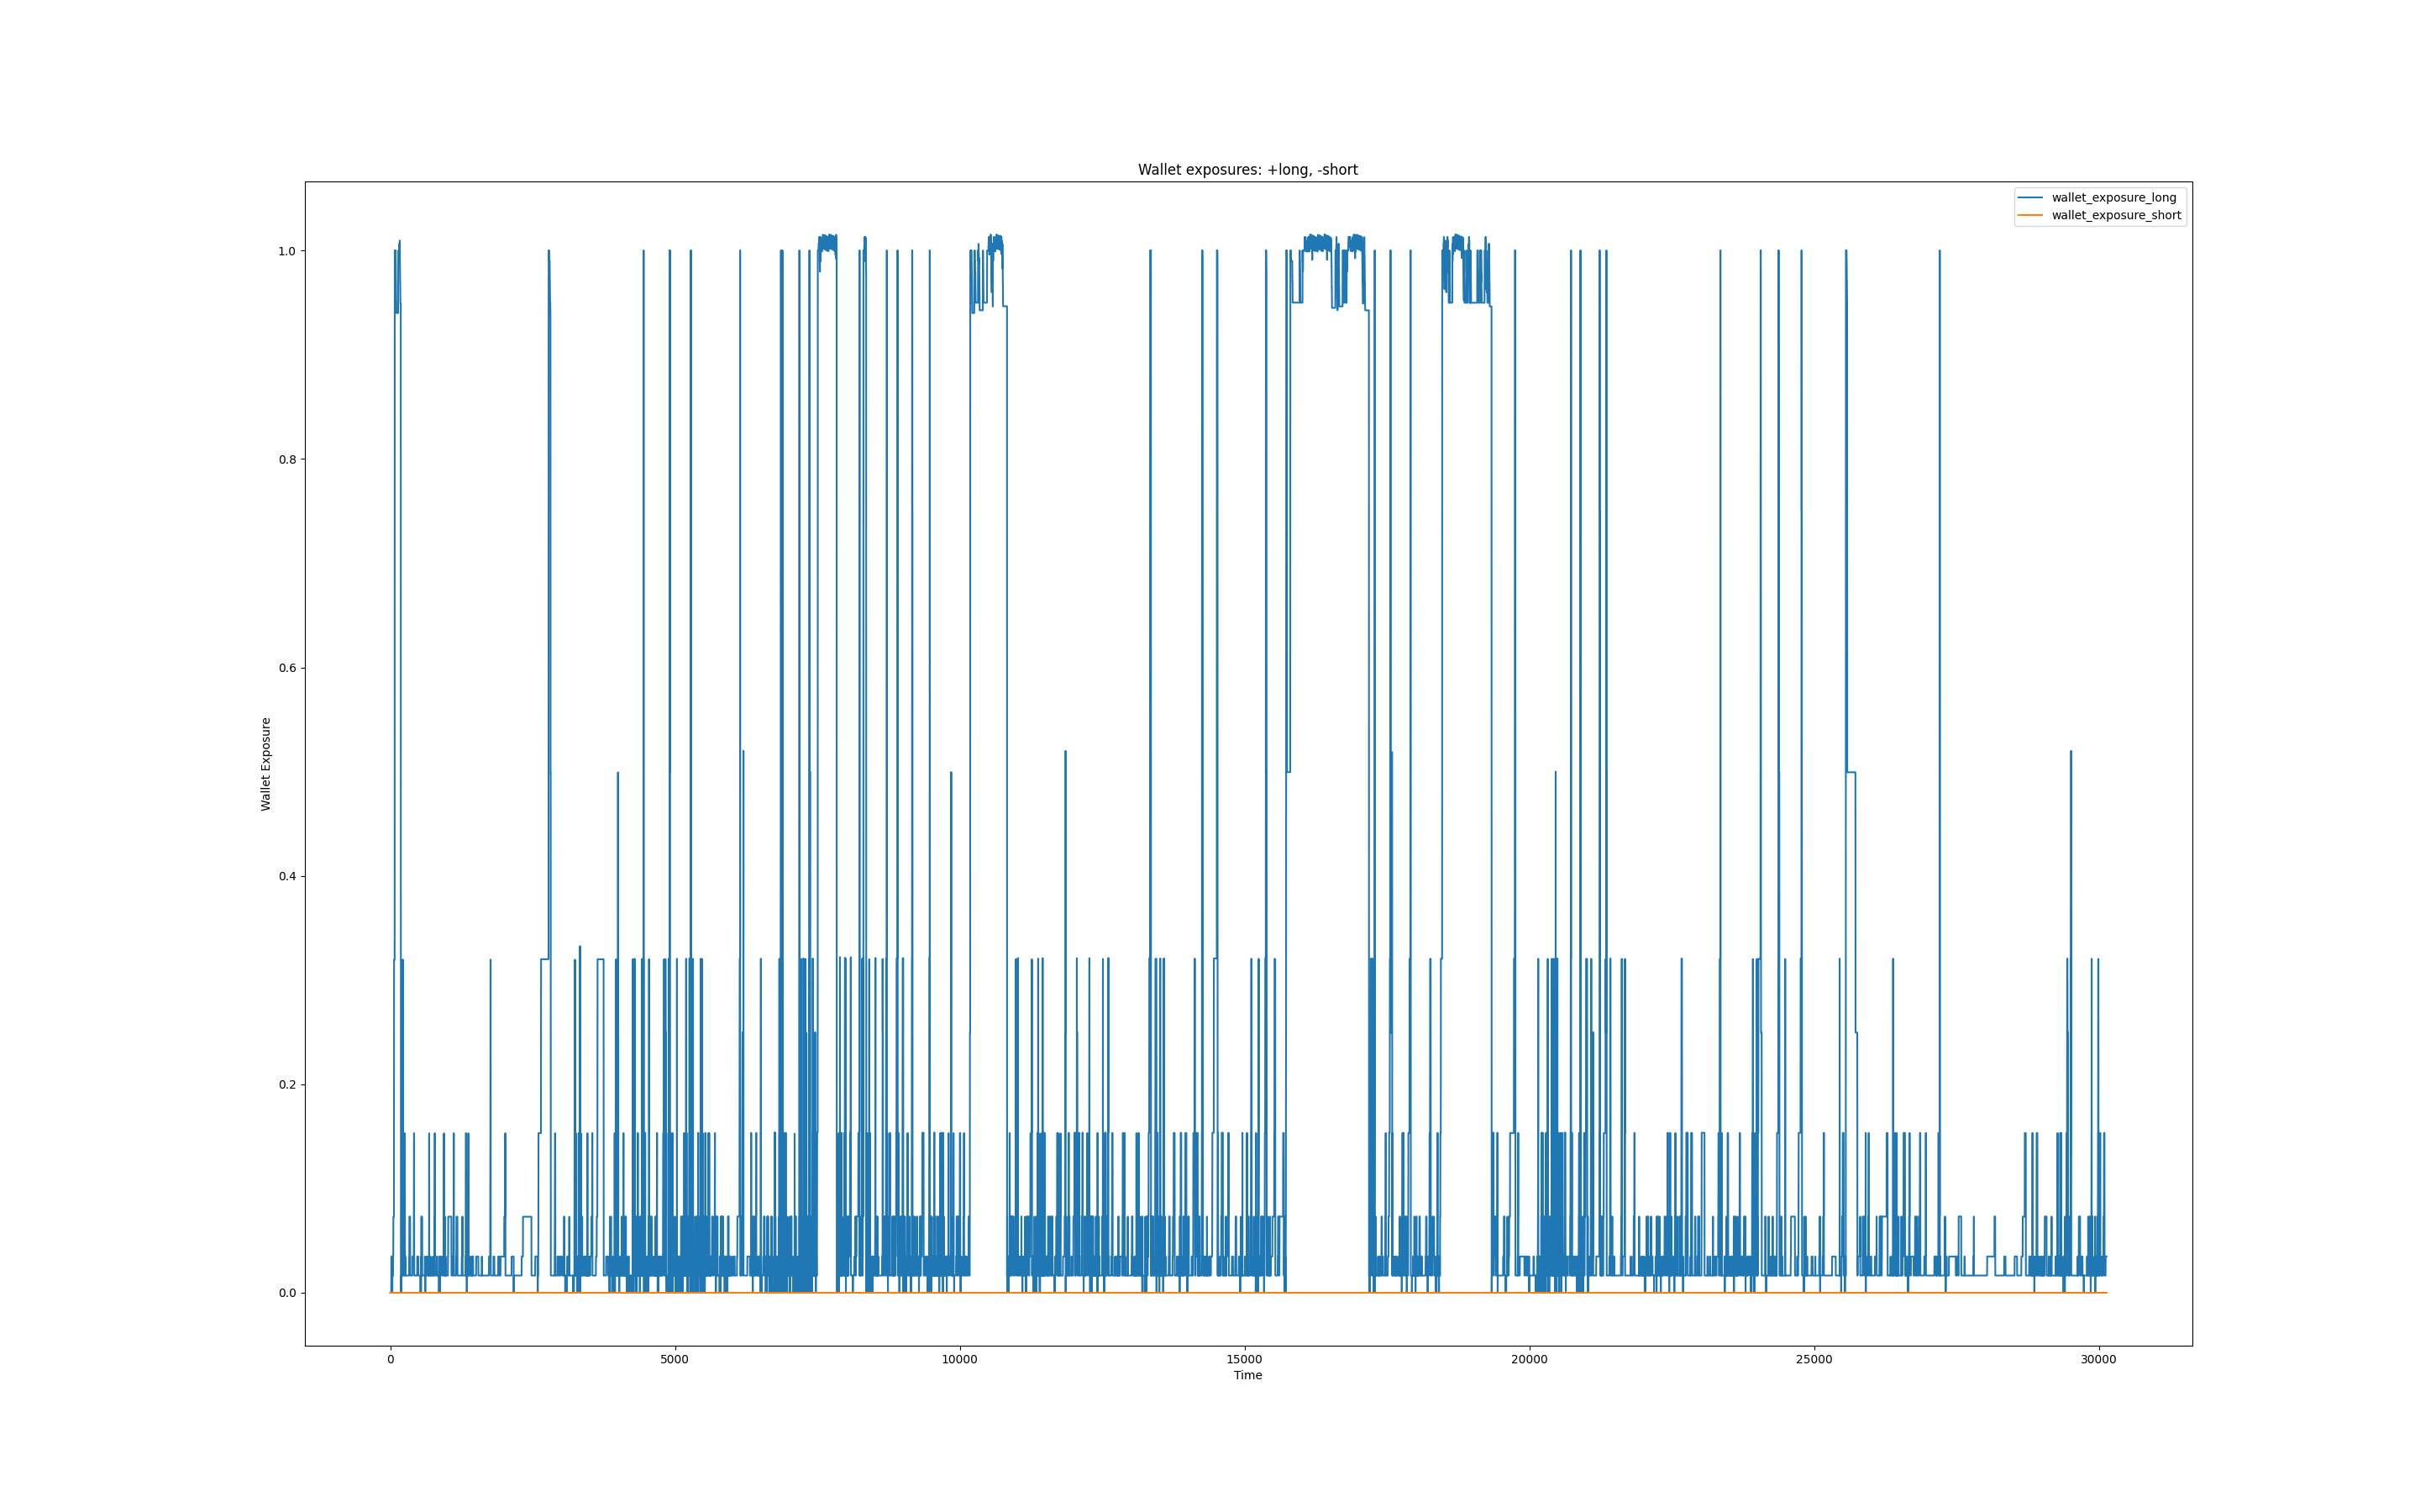 Wallet exposures: +long, -short
wallet_exposure_long
wallet_exposure_short
1.0
0.8
0.6
0.4
0.2
0.0
Wallet Exposure
0 5000 10000 15000 20000 25000 30000
Time